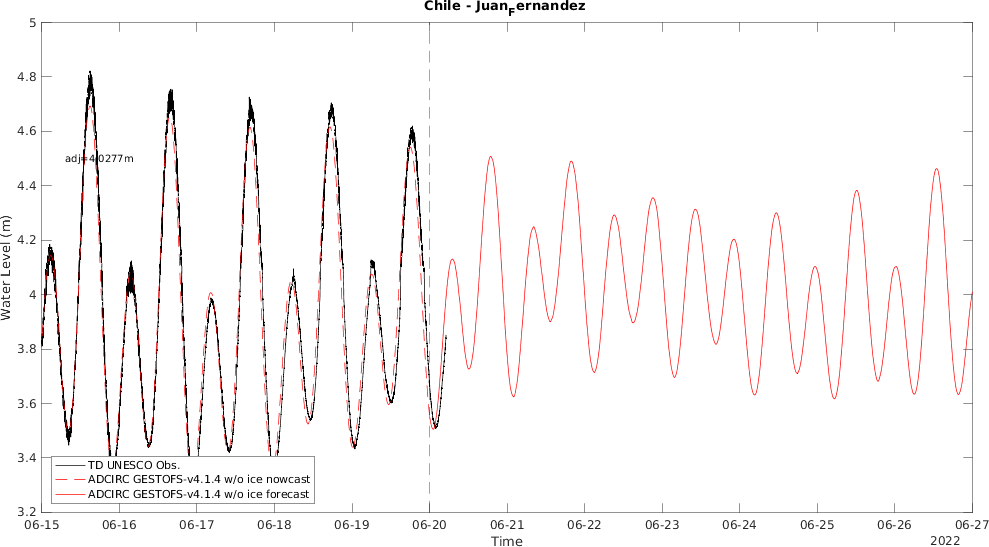 Chile - Juan_Fernandez
5
4.8
4.6
adj=4.0277m
4.4
4.2
Water Level (m)
4
3.8
3.6
3.4
TD UNESCO Obs.
ADCIRC GESTOFS-v4.1.4 w/o ice nowcast
ADCIRC GESTOFS-v4.1.4 w/o ice forecast
3.2
06-15 06-16 06-17 06-18 06-19 06-20 06-21 06-22 06-23 06-24 06-25 06-26 06-27
Time
2022